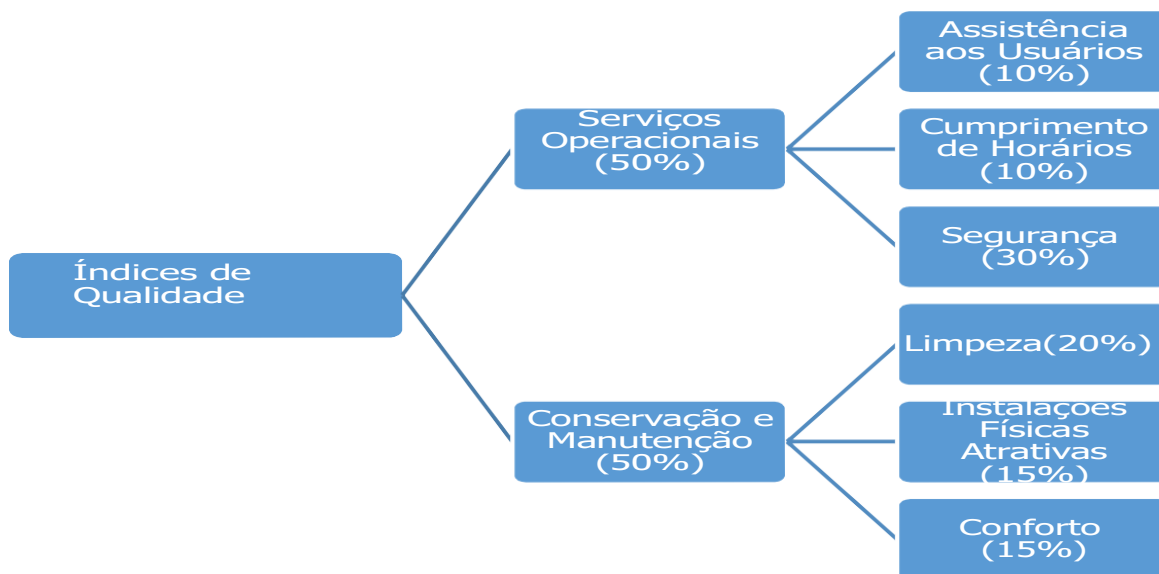 Índices de
Qualidade
Serviços
Operacionais
(50%)
Assistência
aos Usuários
(10%)
Cumprimento
de Horários
(10%)
Segurança
(30%)
Conservação e
Manutenção
(50%)
Limpeza(20%)
Instalações
Físicas
Atrativas
(15%)
Conforto
(15%)